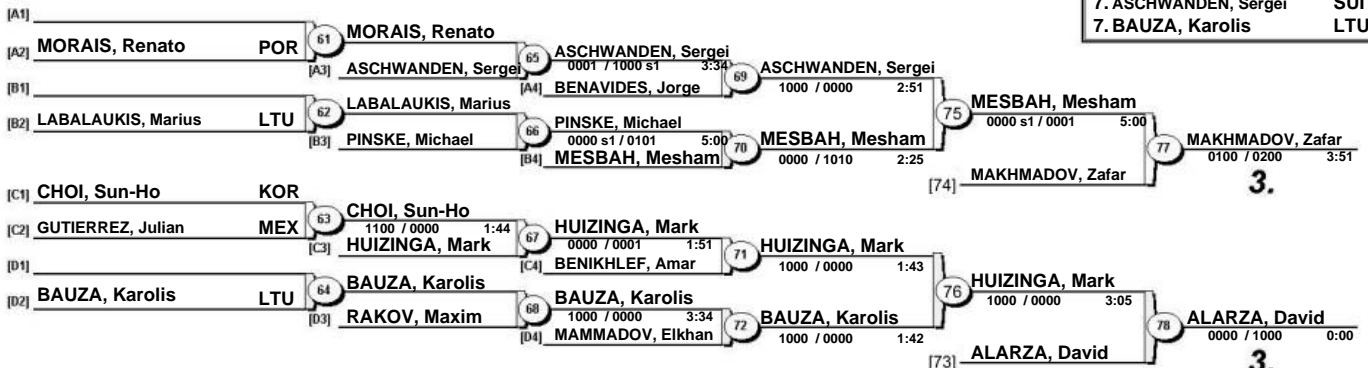 7. ASCHWANDEN, Sergei SUI
7. BAUZA, Karolis LTU
[A1]
[A2] MORAIS, Renato POR
61
MORAIS, Renato
[A3] ASCHWANDEN, Sergei
65
ASCHWANDEN, Sergei
0001 / 1000 s1 3:34
[A4] BENAVIDES, Jorge
69
ASCHWANDEN, Sergei
1000 / 0000 2:51
[B1]
[B2] LABALAUKIS, Marius LTU
62
LABALAUKIS, Marius
[B3] PINSKE, Michael
66
PINSKE, Michael
0000 s1 / 0101 5:00
[B4] MESBAH, Mesham
70
MESBAH, Mesham
0000 / 1010 2:25
75
MESBAH, Mesham
0000 s1 / 0001 5:00
[74] MAKHMADOV, Zafar
77
MAKHMADOV, Zafar
0100 / 0200 3:51
3.
[C1] CHOI, Sun-Ho KOR
[C2] GUTIERREZ, Julian MEX
63
CHOI, Sun-Ho
1100 / 0000 1:44
[C3] HUIZINGA, Mark
67
HUIZINGA, Mark
0000 / 0001 1:51
[C4] BENIKHLEF, Amar
71
HUIZINGA, Mark
1000 / 0000 1:43
[D1]
[D2] BAUZA, Karolis LTU
64
BAUZA, Karolis
[D3] RAKOV, Maxim
68
BAUZA, Karolis
1000 / 0000 3:34
[D4] MAMMADOV, Elkhan
72
BAUZA, Karolis
1000 / 0000 1:42
76
HUIZINGA, Mark
1000 / 0000 3:05
[73] ALARZA, David
78
ALARZA, David
0000 / 1000 0:00
3.